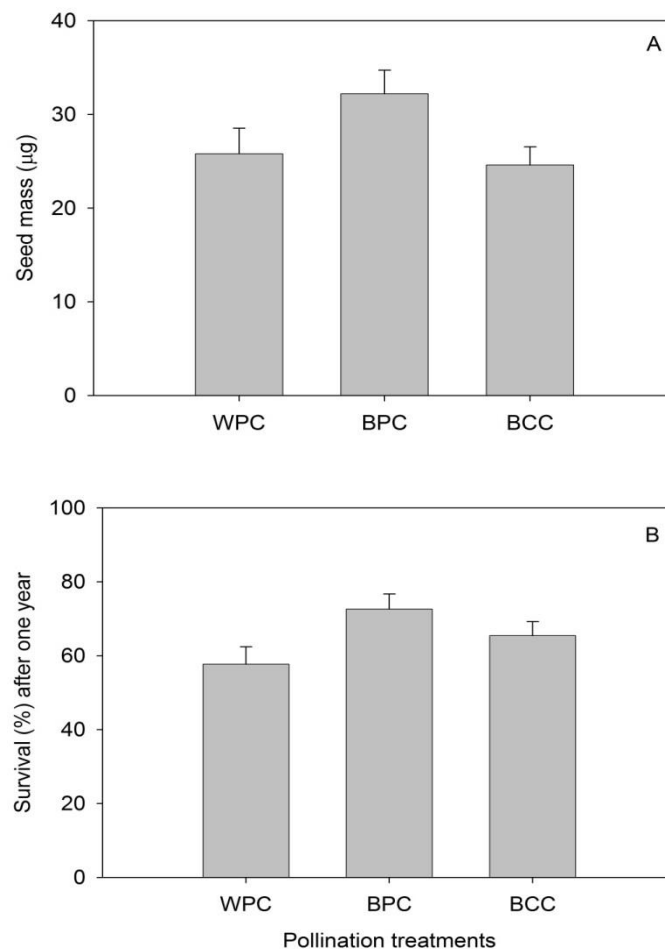 A
40
30
20
10
0
Seed mass (μg)
WPC BPC BCC
B
100
80
60
40
20
0
Survival (%) after one year
WPC BPC BCC
Pollination treatments